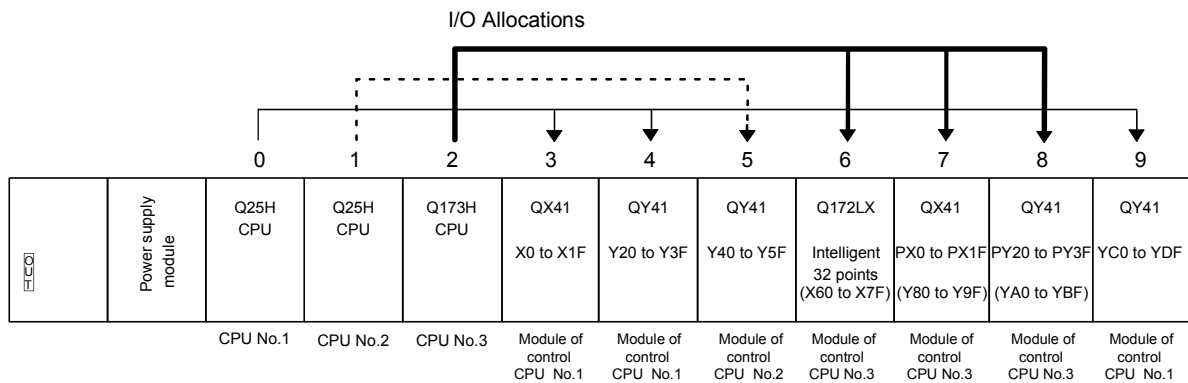 I/O Allocations
0 1 2 3 4 5 6 7 8 9
OUT
Power supply
module
Q25H
CPU
Q25H
CPU
Q173H
CPU
QX41
X0 to X1F
QY41
Y20 to Y3F
QY41
Y40 to Y5F
Q172LX
Intelligent
32 points
(X60 to X7F)
QX41
PX0 to PX1F
(Y80 to Y9F)
QY41
PY20 to PY3F
(YA0 to YBF)
QY41
YC0 to YDF
CPU No.1
CPU No.2
CPU No.3
Module of
control
CPU No.1
Module of
control
CPU No.1
Module of
control
CPU No.2
Module of
control
CPU No.3
Module of
control
CPU No.3
Module of
control
CPU No.3
Module of
control
CPU No.1